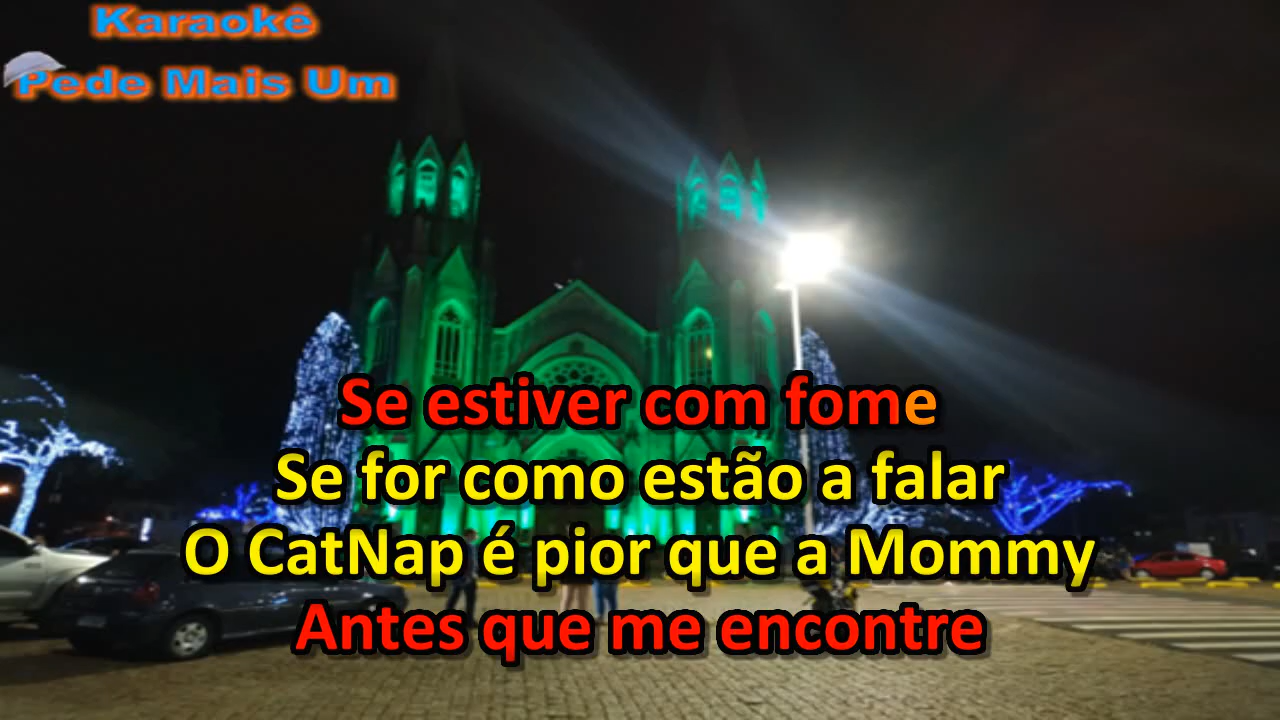 Karaokê
Pede Mais Um
Se estiver com fome
Se for como estão a falar
O CatNap é pior que a Mommy
Antes que me encontre